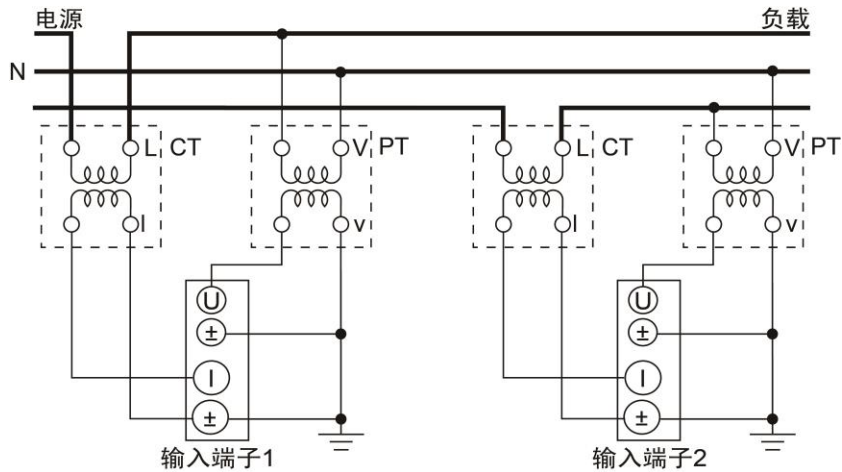 电源 负载
N
L CT V PT L CT V PT
l v l v
U U
± ±
I I
± ±
输入端子1 输入端子2